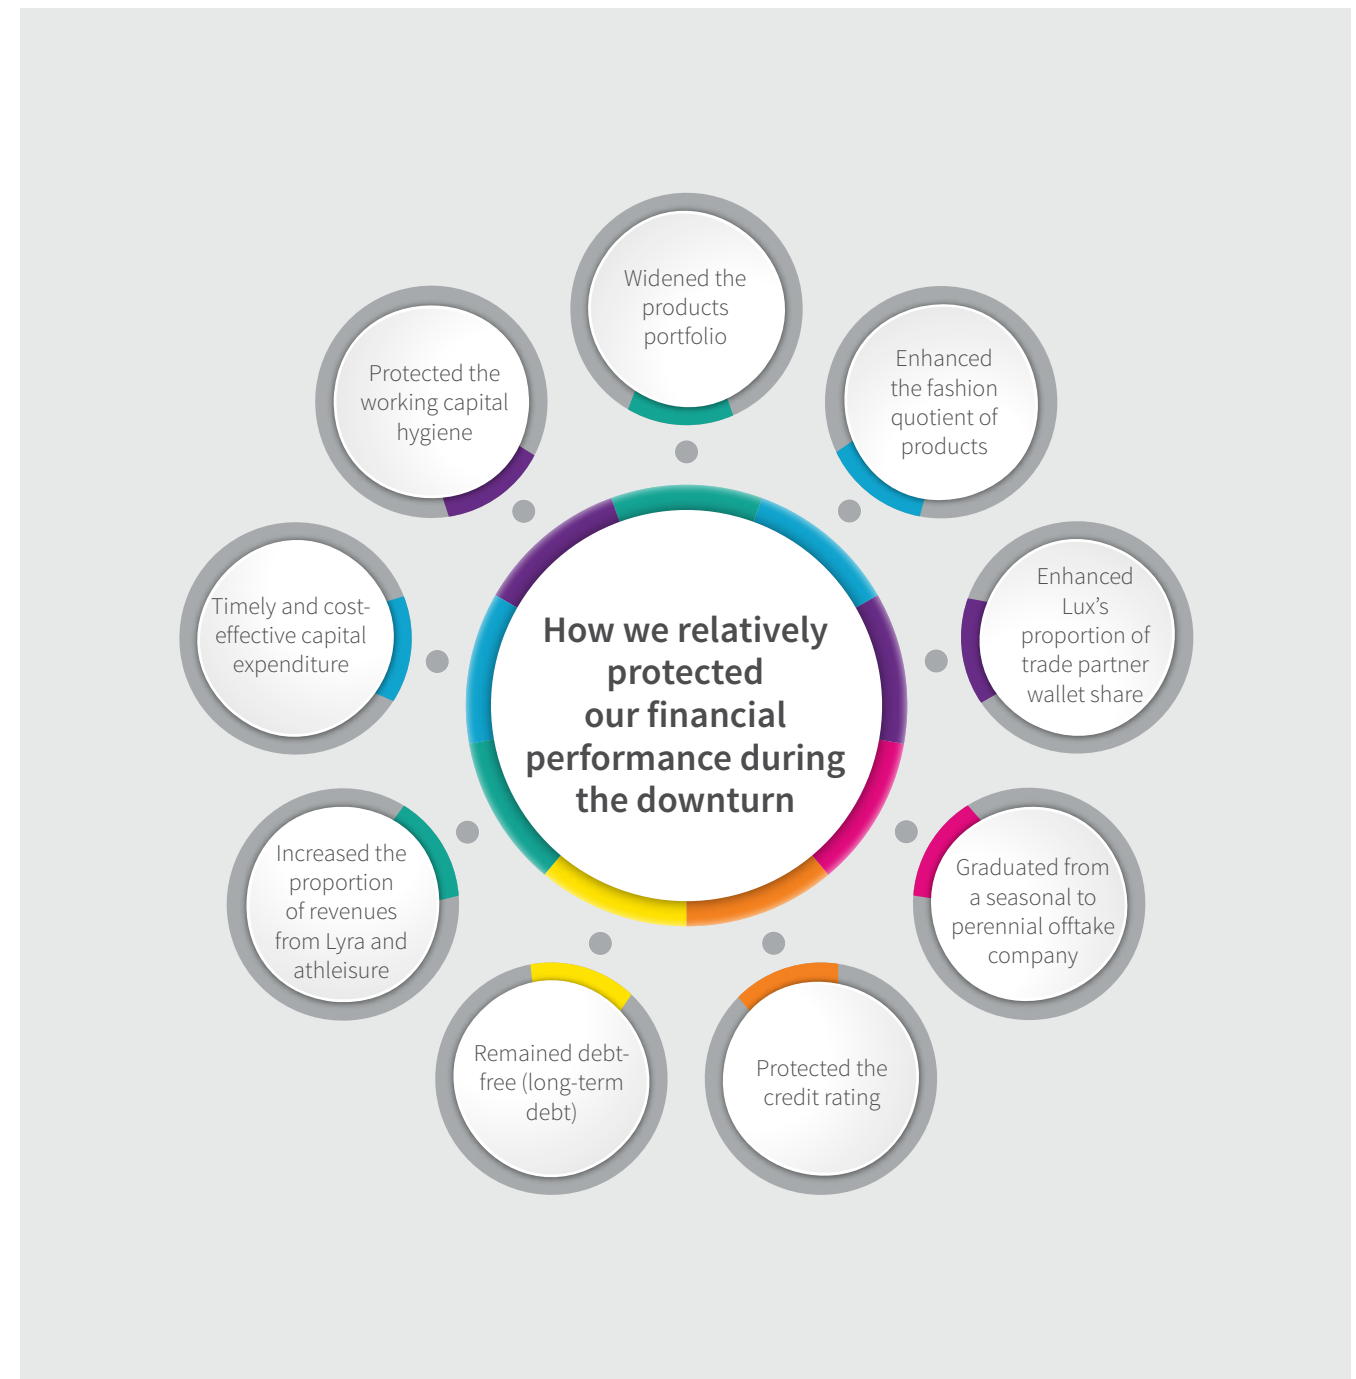 Widened the
products
portfolio
Enhanced
the fashion
quotient of
products
Enhanced
Lux’s
proportion of
trade partner
wallet share
Graduated from
a seasonal to
perennial offtake
company
Protected the
credit rating
Remained debt-
free (long-term
debt)
Increased the
proportion
of revenues
from Lyra and
athleisure
Timely and cost-
effective capital
expenditure
Protected the
working capital
hygiene
How we relatively
protected
our financial
performance during
the downturn